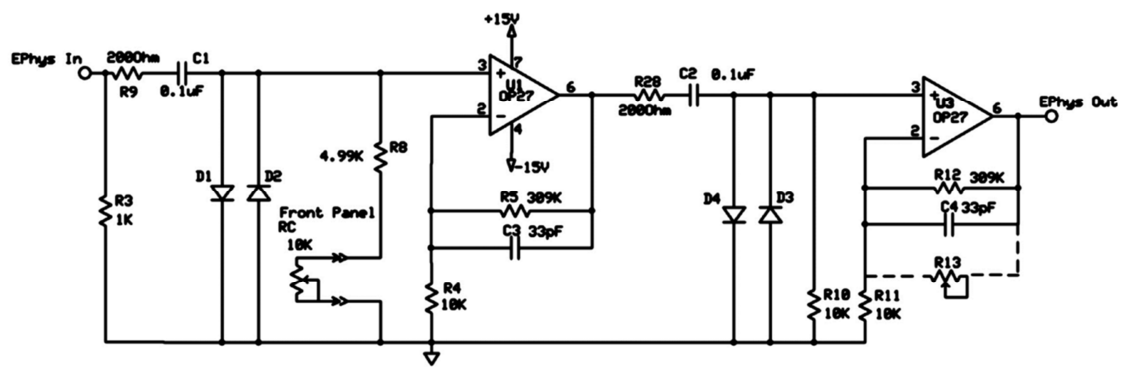 +15V
EPhys In
200Ohm
C1
R9
0.1uF
3
+
7
U1
OP27
6
2
-
4
-15V
R28
200Ohm
C2
0.1uF
3
+
U3
OP27
6
2
-
EPhys Out
4.99K
R8
D1
D2
R3
1K
Front Panel
RC
10K
R5
309K
C3
33pF
R4
10K
D4
D3
R12
309K
C4
33pF
R13
R10
10K
R11
10K